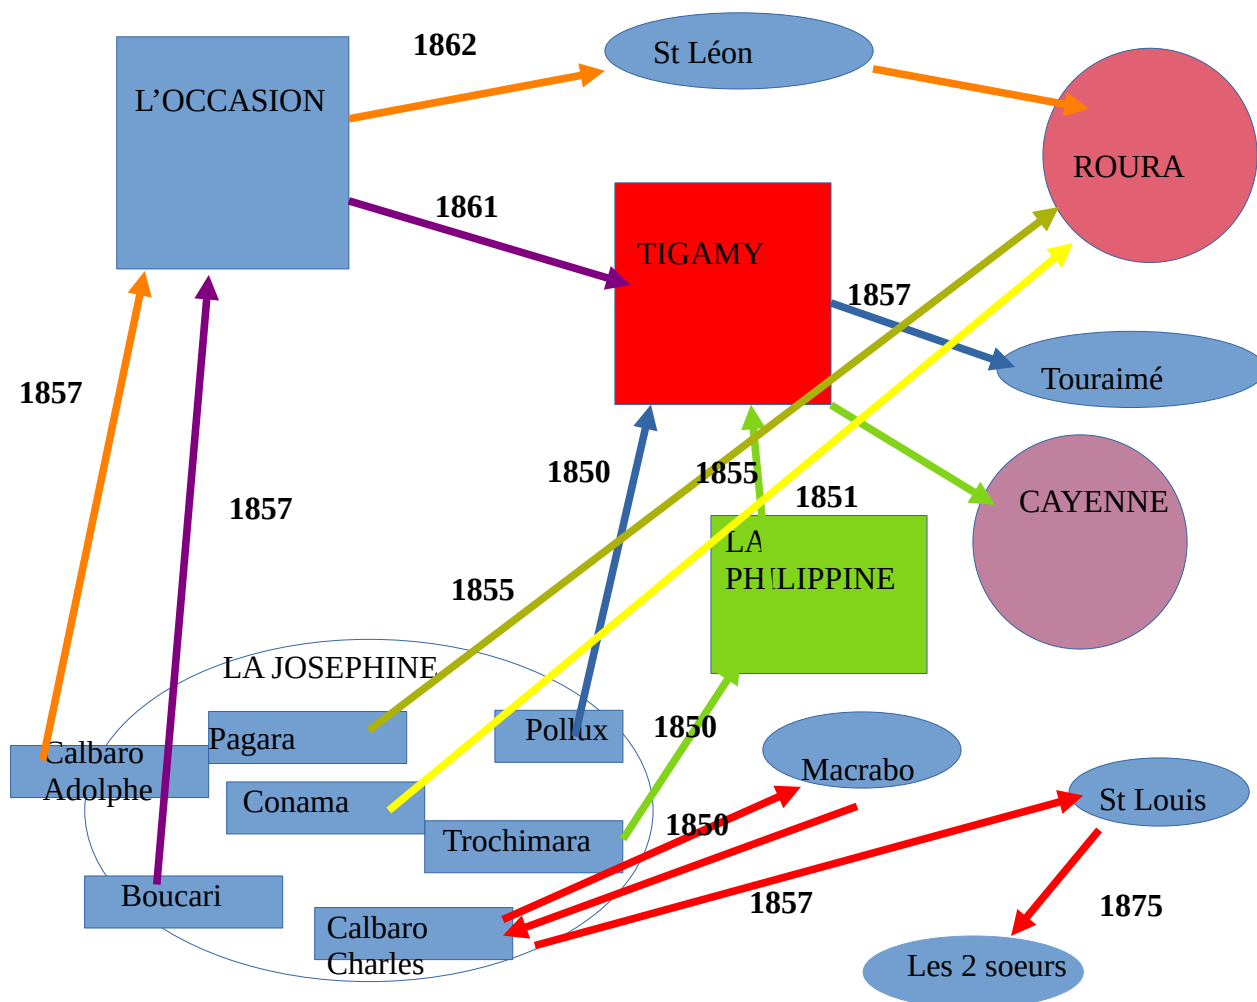 1862
St Léon
L'OCCASION
ROURA
1861
TIGAMY
1857
Touraimé
1857
1850
1855
1851
CAYENNE
1857
LA
PHILIPPINE
1855
LA JOSEPHINE
Pagara
Pollux
1850
Calbaro
Adolphe
Macrabo
Conama
St Louis
Trochimara
1850
Boucari
1857
1875
Calbaro
Charles
Les 2 soeurs